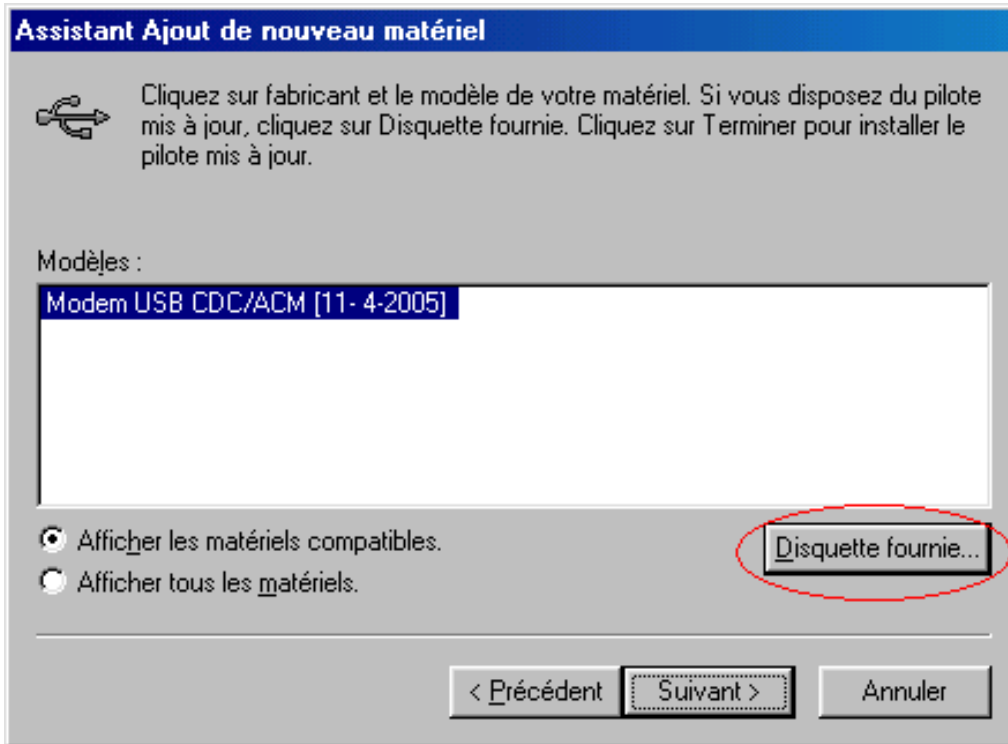 Assistant Ajout de nouveau matériel
Cliquez sur fabricant et le modèle de votre matériel. Si vous disposez du pilote
mis à jour, cliquez sur Disquette fournie. Cliquez sur Terminer pour installer le
pilote mis à jour.
Modèles :
Modem USB CDC/ACM [11- 4-2005]
Afficher les matériels compatibles.
Disquette fournie...
Afficher tous les matériels.
< Précédent
Suivant >
Annuler